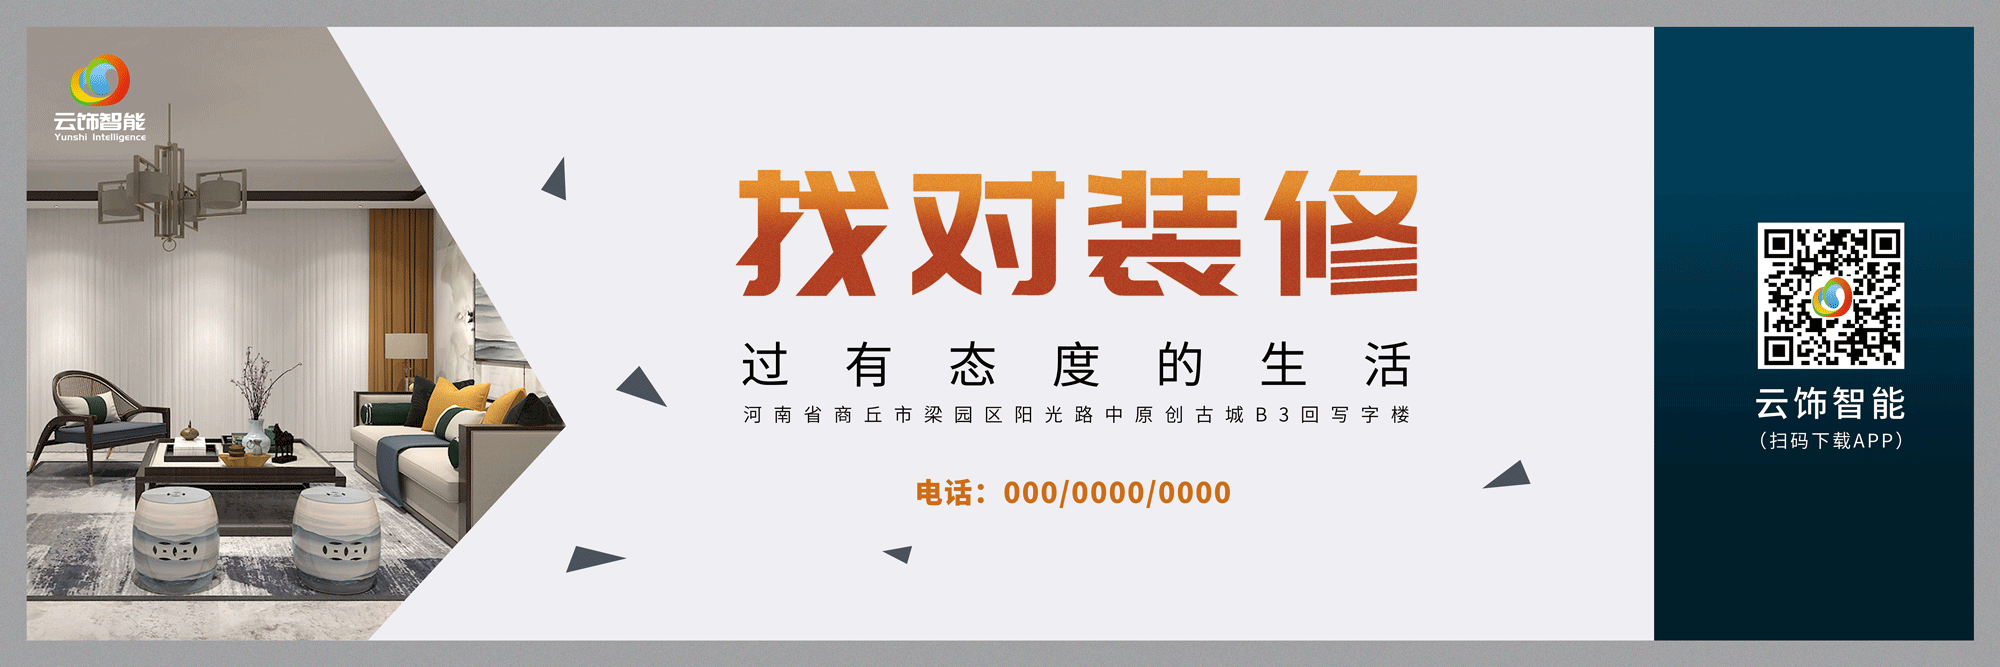 云饰智能
Yunshi Intelligence
找对装修
过有态度的生活
河南省商丘市梁园区阳光路中原创古城B3回写字楼
电话：000/0000/0000
云饰智能
（扫码下载APP）